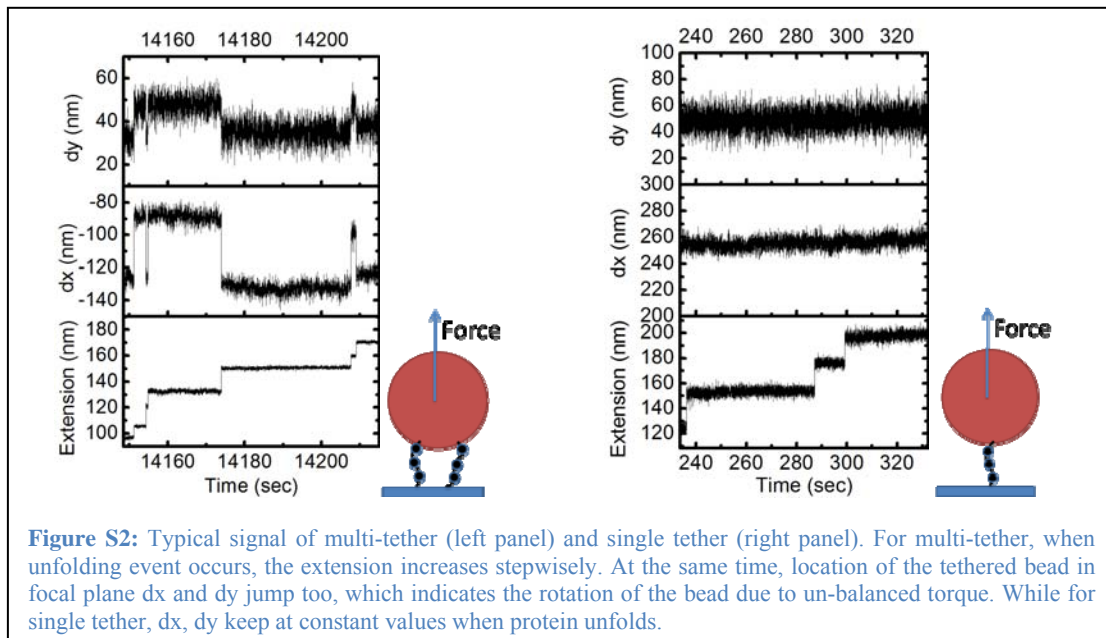 14160 14180 14200
60
40
20
dy (nm)
-80
-100
-120
-140
dx (nm)
180
160
140
120
100
Extension (nm)
14160 14180 14200
Time (sec)
Force
240 260 280 300 320
100
80
60
40
20
0
dy (nm)
300
280
260
240
220
200
dx (nm)
200
180
160
140
120
Extension (nm)
240 260 280 300 320
Time (sec)
Force
Figure S2: Typical signal of multi-tether (left panel) and single tether (right panel). For multi-tether, when
unfolding event occurs, the extension increases stepwisely. At the same time, location of the tethered bead in
focal plane dx and dy jump too, which indicates the rotation of the bead due to un-balanced torque. While for
single tether, dx, dy keep at constant values when protein unfolds.